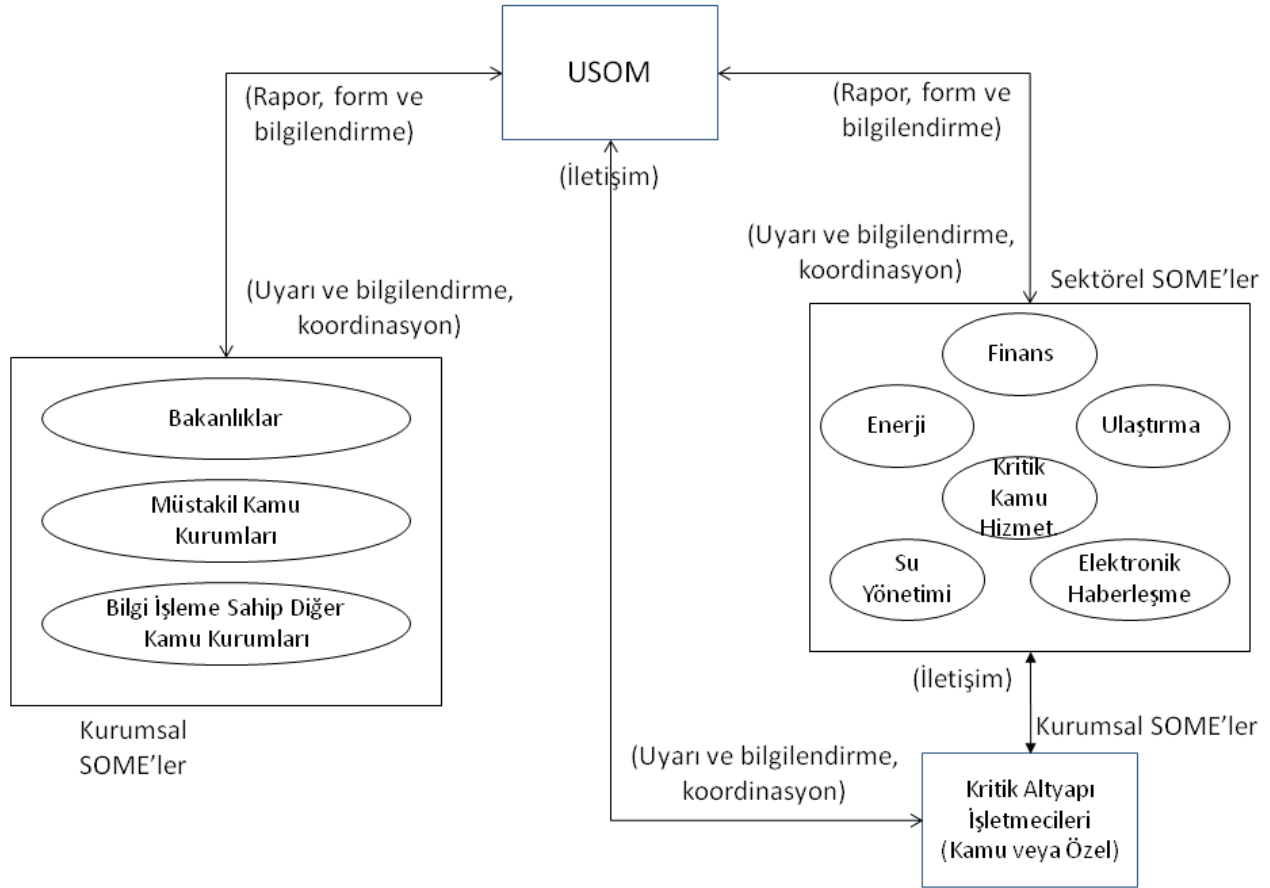 USOM
(Rapor, form ve
bilgilendirme)
(Rapor, form ve
bilgilendirme)
(İletişim)
(Uyarı ve bilgilendirme,
koordinasyon)
(Uyarı ve bilgilendirme,
koordinasyon)
Sektörel SOME’ler
Bakanlıklar
Müstakil Kamu
Kurumları
Bilgi İşleme Sahip Diğer
Kamu Kurumları
Kurumsal
SOME’ler
Finans
Enerji
Ulaştırma
Kritik
Kamu
Hizmet.
Su
Yönetimi
Elektronik
Haberleşme
(İletişim)
Kurumsal SOME’ler
(Uyarı ve bilgilendirme,
koordinasyon)
Kritik Altyapı
İşletmecileri
(Kamu veya Özel)